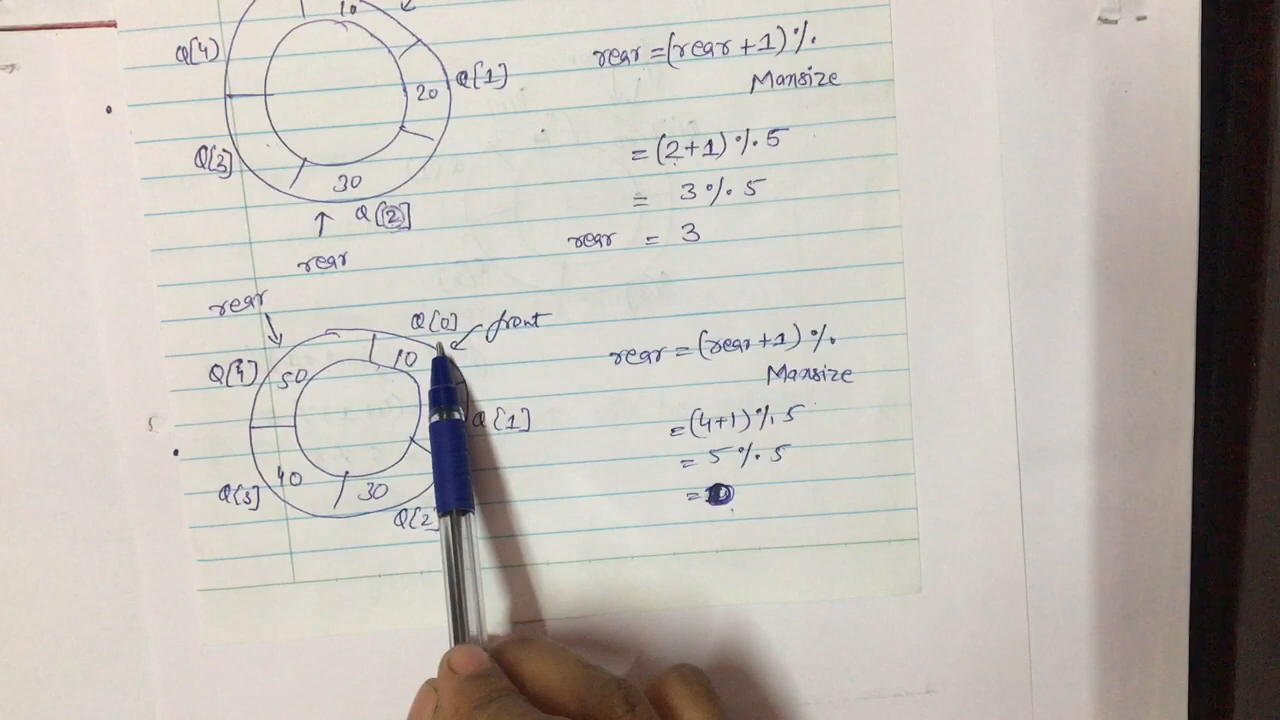 10
Q[4]
Q[1]
20
Q[3]
30
Q[2]
rear
rear = (rear + 1) %
Maxsize
= (2+1) % 5
= 3 % 5
rear = 3
rear
Q[0]
front
Q[4]
50
10
Q[1]
Q[3]
40
30
Q[2]
rear = (rear + 1) %
Maxsize
= (4+1) % 5
= 5 % 5
=